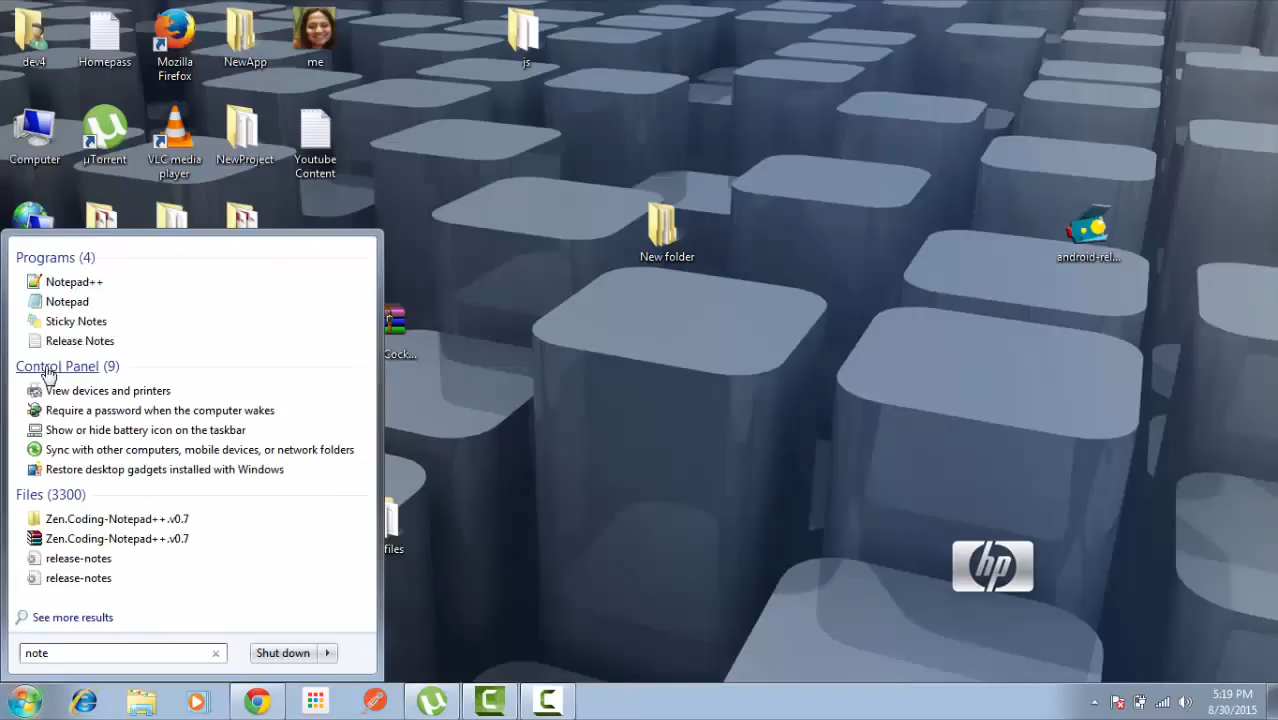 dev4
Homepass
Mozilla
Firefox
NewApp
me
js
Computer
µTorrent
VLC media
player
NewProject
Youtube
Content
New folder
android-rel...
Programs (4)
Notepad++
Notepad
Sticky Notes
Release Notes
Cock...
Control Panel (9)
View devices and printers
Require a password when the computer wakes
Show or hide battery icon on the taskbar
Sync with other computers, mobile devices, or network folders
Restore desktop gadgets installed with Windows
Files (3300)
Zen.Coding-Notepad++.v0.7
Zen.Coding-Notepad++.v0.7
release-notes
release-notes
files
hp
See more results
note
Shut down
5:19 PM
8/30/2015